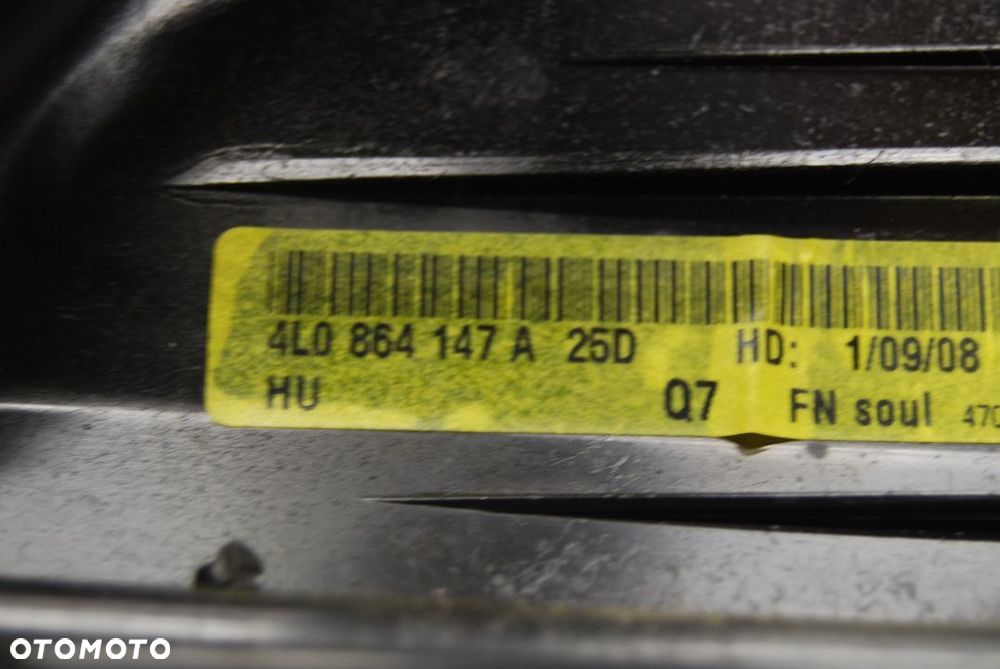 4L0 864 147 A 25D HD: 1/09/08
HU Q7 FN soul 470
OTOMOTO